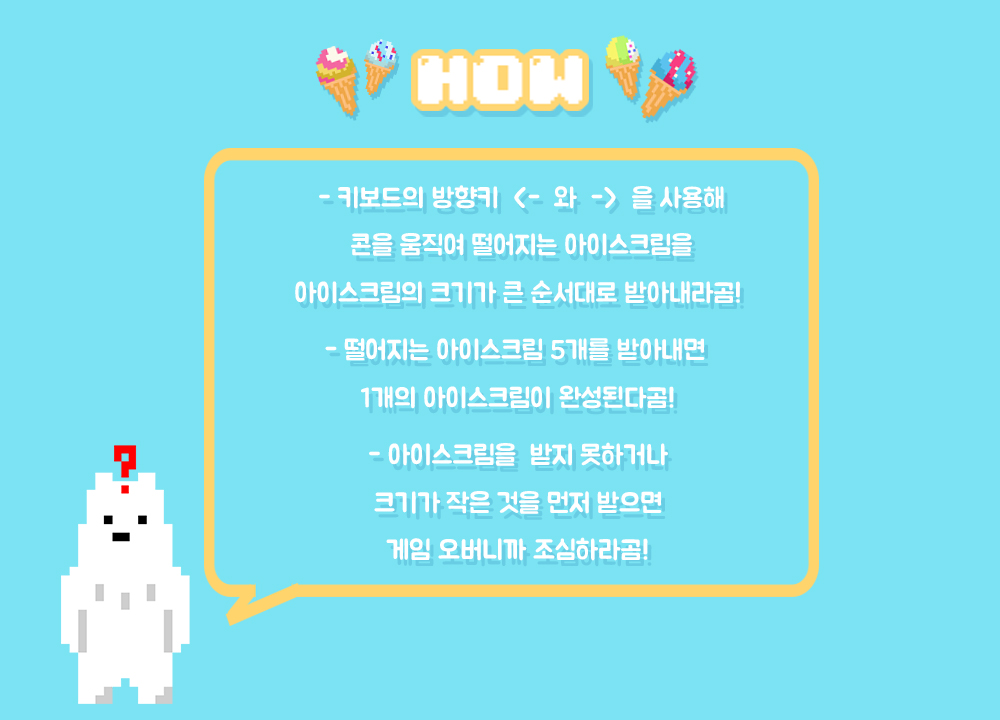 HOW
- 키보드의 방향키 <- 와 -> 을 사용해
콘을 움직여 떨어지는 아이스크림을
아이스크림의 크기가 큰 순서대로 받아내라곰!
- 떨어지는 아이스크림 5개를 받아내면
1개의 아이스크림이 완성된다곰!
- 아이스크림을 받지 못하거나
크기가 작은 것을 먼저 받으면
게임 오버니까 조심하라곰!
?